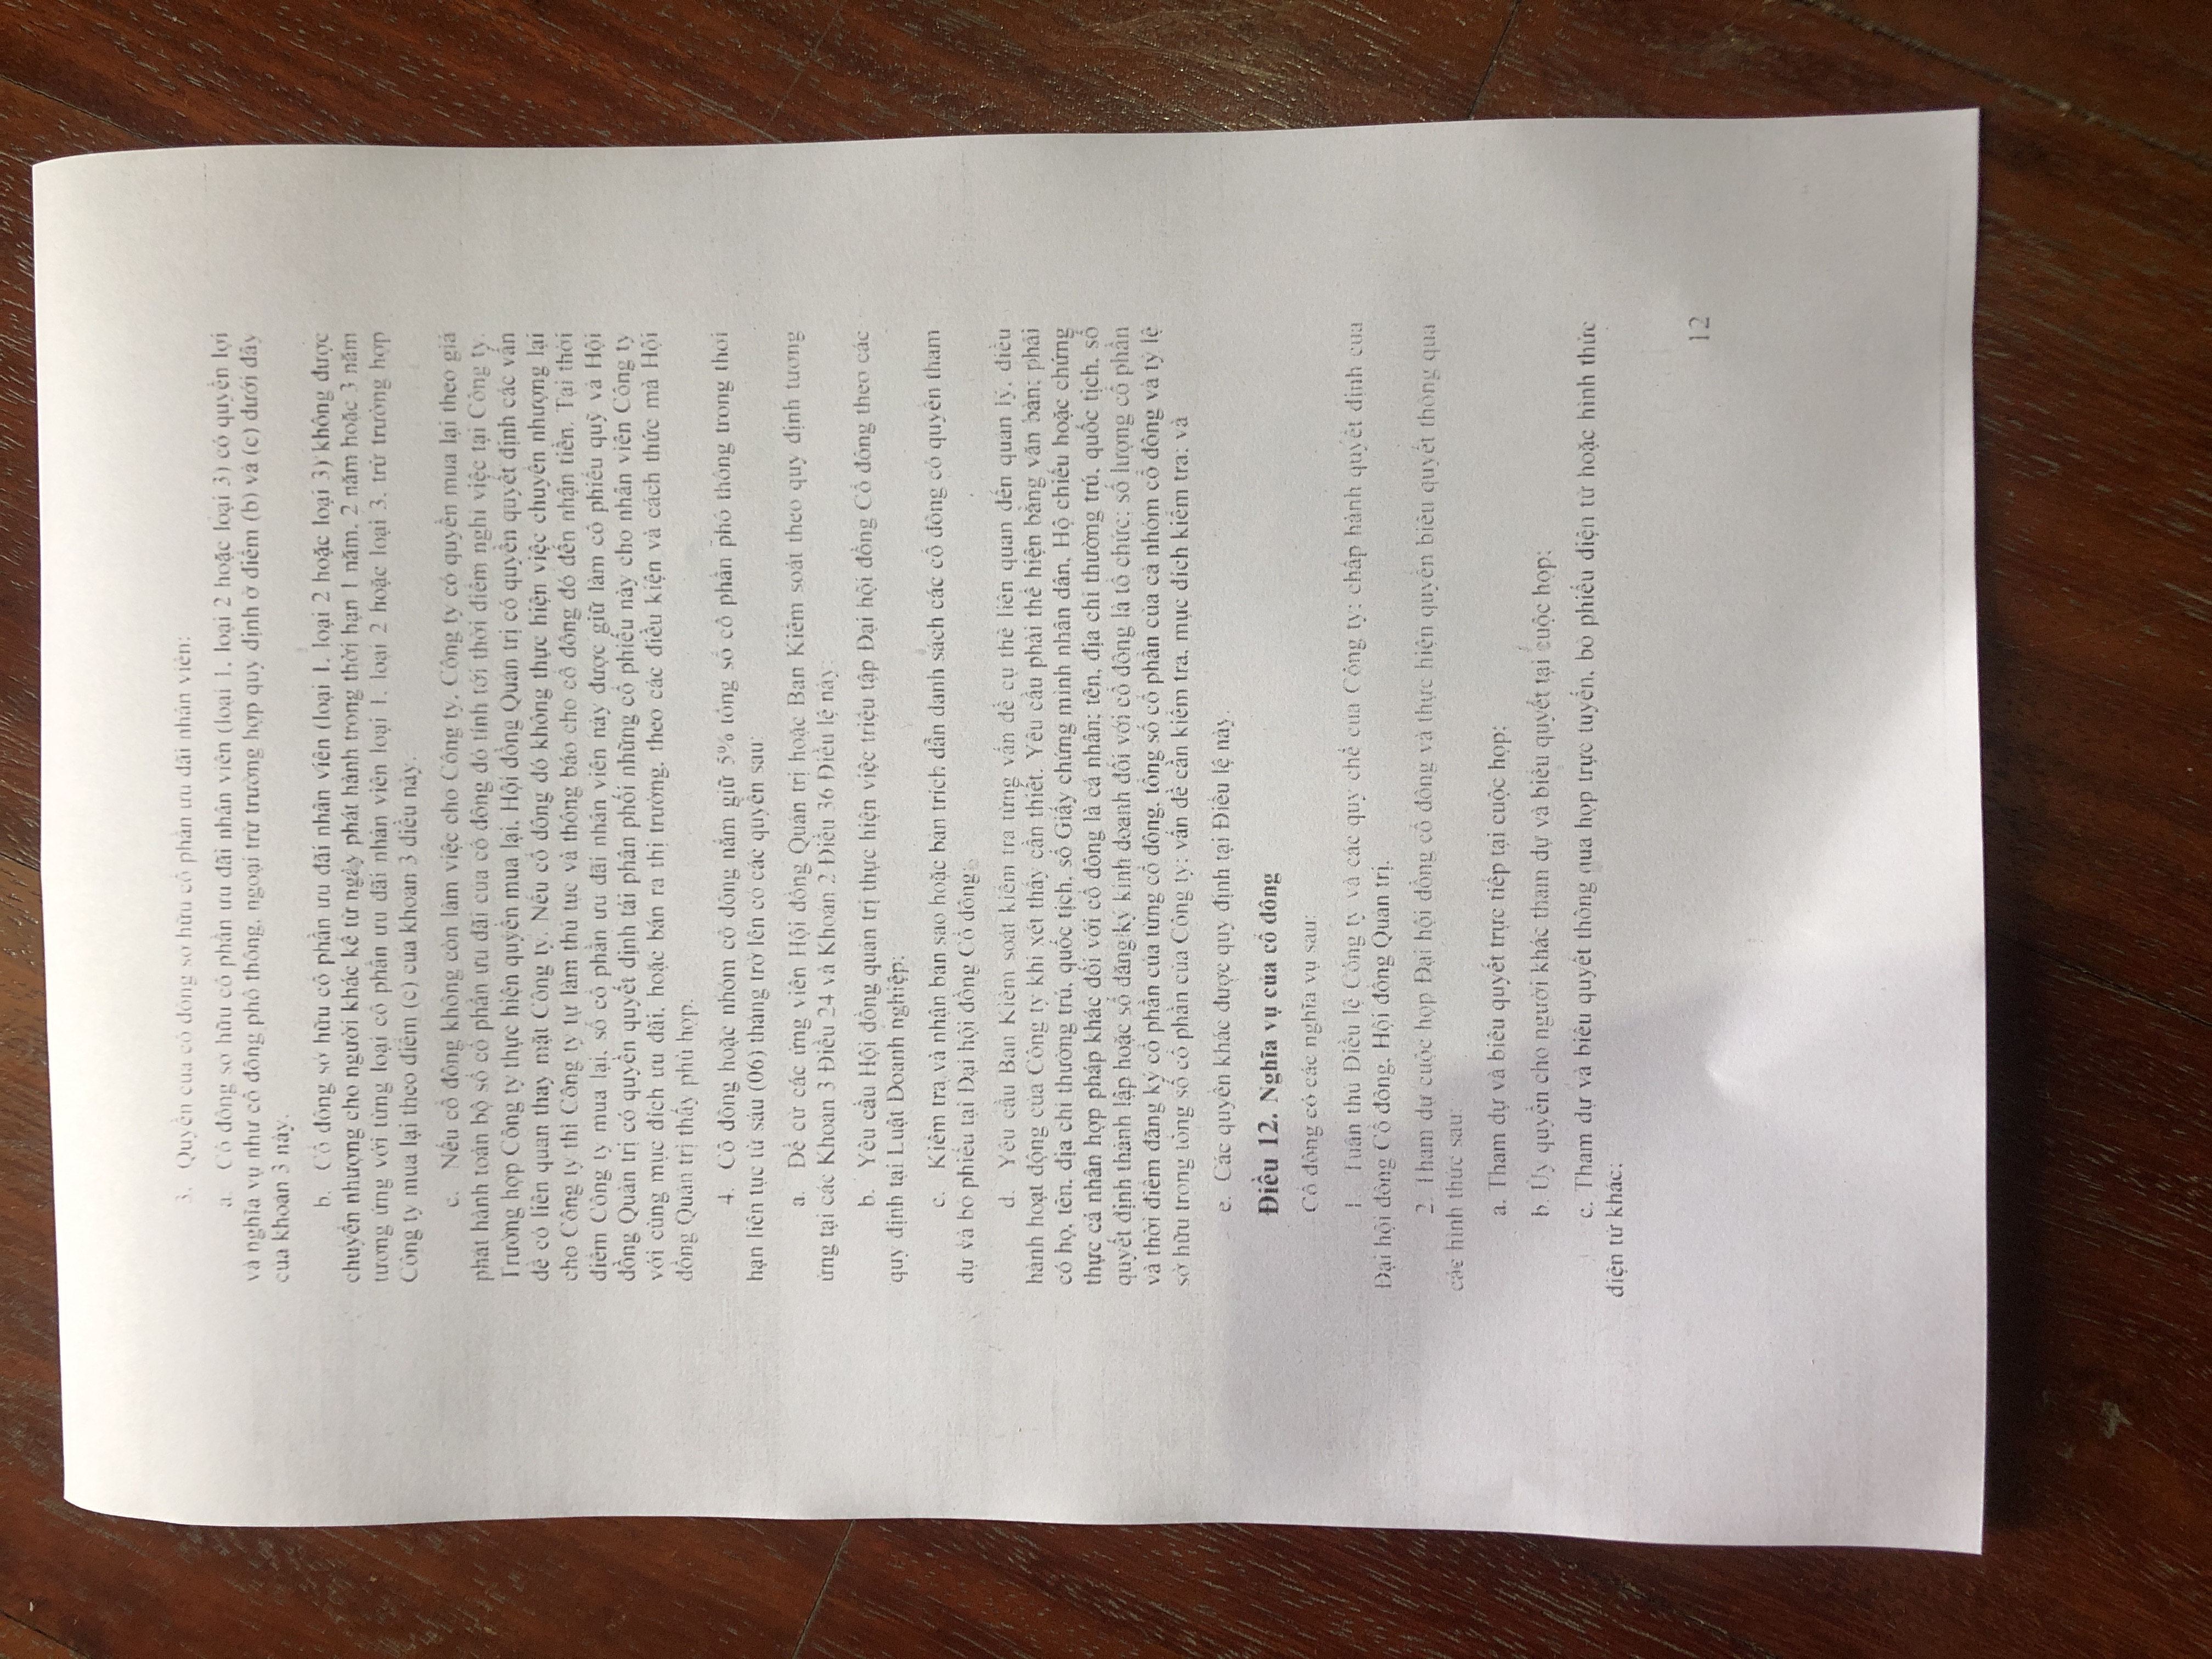 3. Quyền của cổ đông sở hữu cổ phần ưu đãi nhân viên:
a. Cổ đông sở hữu cổ phần ưu đãi nhân viên (loại 1, loại 2 hoặc loại 3) có quyền lợi
và nghĩa vụ như cổ đông phổ thông, ngoại trừ trường hợp quy định ở điểm (b) và (c) dưới đây
của khoản 3 này.
b. Cổ đông sở hữu cổ phần ưu đãi nhân viên (loại 1, loại 2 hoặc loại 3) không được
chuyển nhượng cho người khác kể từ ngày phát hành trong thời hạn 1 năm, 2 năm hoặc 3 năm
tương ứng với từng loại cổ phần ưu đãi nhân viên loại 1, loại 2 hoặc loại 3, trừ trường hợp
Công ty mua lại theo điểm (c) của khoản 3 điều này.
c. Nếu cổ đông không còn làm việc cho Công ty, Công ty có quyền mua lại theo giá
phát hành toàn bộ số cổ phần ưu đãi của cổ đông đó tính tới thời điểm nghỉ việc tại Công ty.
Trường hợp Công ty thực hiện quyền mua lại, Hội đồng Quản trị có quyền quyết định các vấn
đề có liên quan thay mặt Công ty. Nếu cổ đông đó không thực hiện việc chuyển nhượng lại
cho Công ty thì Công ty tự làm thủ tục và thông báo cho cổ đông đó đến nhận tiền. Tại thời
điểm Công ty mua lại, số cổ phần ưu đãi nhân viên này được giữ làm cổ phiếu quỹ và Hội
đồng Quản trị có quyền quyết định tái phân phối những cổ phiếu này cho nhân viên Công ty
với cùng mục đích ưu đãi, hoặc bán ra thị trường, theo các điều kiện và cách thức mà Hội
đồng Quản trị thấy phù hợp.
4. Cổ đông hoặc nhóm cổ đông nắm giữ 5% tổng số cổ phần phổ thông trong thời
hạn liên tục từ sáu (06) tháng trở lên có các quyền sau:
a. Đề cử các ứng viên Hội đồng Quản trị hoặc Ban Kiểm soát theo quy định tương
ứng tại các Khoản 3 Điều 24 và Khoản 2 Điều 36 Điều lệ này;
b. Yêu cầu Hội đồng quản trị thực hiện việc triệu tập Đại hội đồng Cổ đông theo các
quy định tại Luật Doanh nghiệp;
c. Kiểm tra và nhận bản sao hoặc bản trích dẫn danh sách các cổ đông có quyền tham
dự và bỏ phiếu tại Đại hội đồng Cổ đông;
d. Yêu cầu Ban Kiểm soát kiểm tra từng vấn đề cụ thể liên quan đến quản lý, điều
hành hoạt động của Công ty khi xét thấy cần thiết. Yêu cầu phải thể hiện bằng văn bản; phải
có họ, tên, địa chỉ thường trú, quốc tịch, số Giấy chứng minh nhân dân, Hộ chiếu hoặc chứng
thực cá nhân hợp pháp khác đối với cổ đông là cá nhân; tên, địa chỉ thường trú, quốc tịch, số
quyết định thành lập hoặc số đăng ký kinh doanh đối với cổ đông là tổ chức; số lượng cổ phần
và thời điểm đăng ký cổ phần của từng cổ đông, tổng số cổ phần của cả nhóm cổ đông và tỷ lệ
sở hữu trong tổng số cổ phần của Công ty; vấn đề cần kiểm tra, mục đích kiểm tra; và
e. Các quyền khác được quy định tại Điều lệ này.
Điều 12. Nghĩa vụ của cổ đông
Cổ đông có các nghĩa vụ sau:
1. Tuân thủ Điều lệ Công ty và các quy chế của Công ty; chấp hành quyết định của
Đại hội đồng Cổ đông, Hội đồng Quản trị.
2. Tham dự cuộc họp Đại hội đồng cổ đông và thực hiện quyền biểu quyết thông qua
các hình thức sau:
a. Tham dự và biểu quyết trực tiếp tại cuộc họp;
b. Ủy quyền cho người khác tham dự và biểu quyết tại cuộc họp;
c. Tham dự và biểu quyết thông qua họp trực tuyến, bỏ phiếu điện tử hoặc hình thức
điện tử khác;
12